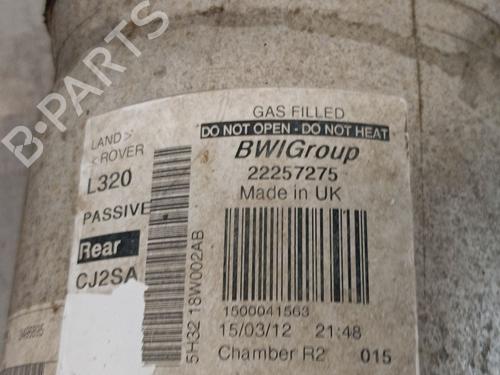 B-PARTS
LAND >
< ROVER
L320
PASSIVE
Rear
CJ2SA
5H32 18W002AB
GAS FILLED
DO NOT OPEN - DO NOT HEAT
BWIGroup
22257275
Made in UK
1500041563
15/03/12 21:48
Chamber R2 015